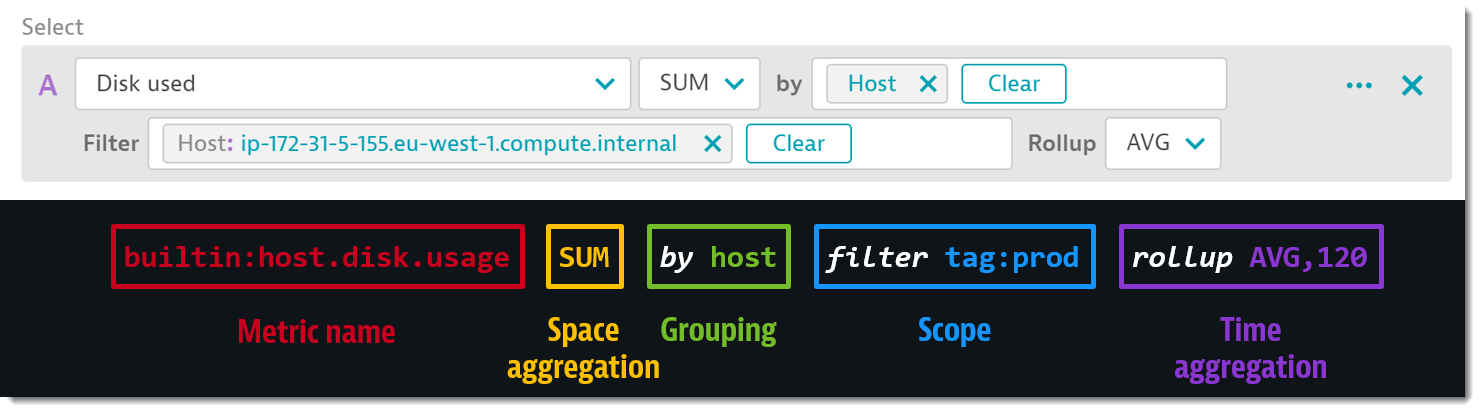 Select
A Disk used SUM by Host Clear
Filter Host: ip-172-31-5-155.eu-west-1.compute.internal Clear Rollup AVG
builtin:host.disk.usage SUM by host filter tag:prod rollup AVG,120
Metric name Space aggregation Grouping Scope Time aggregation